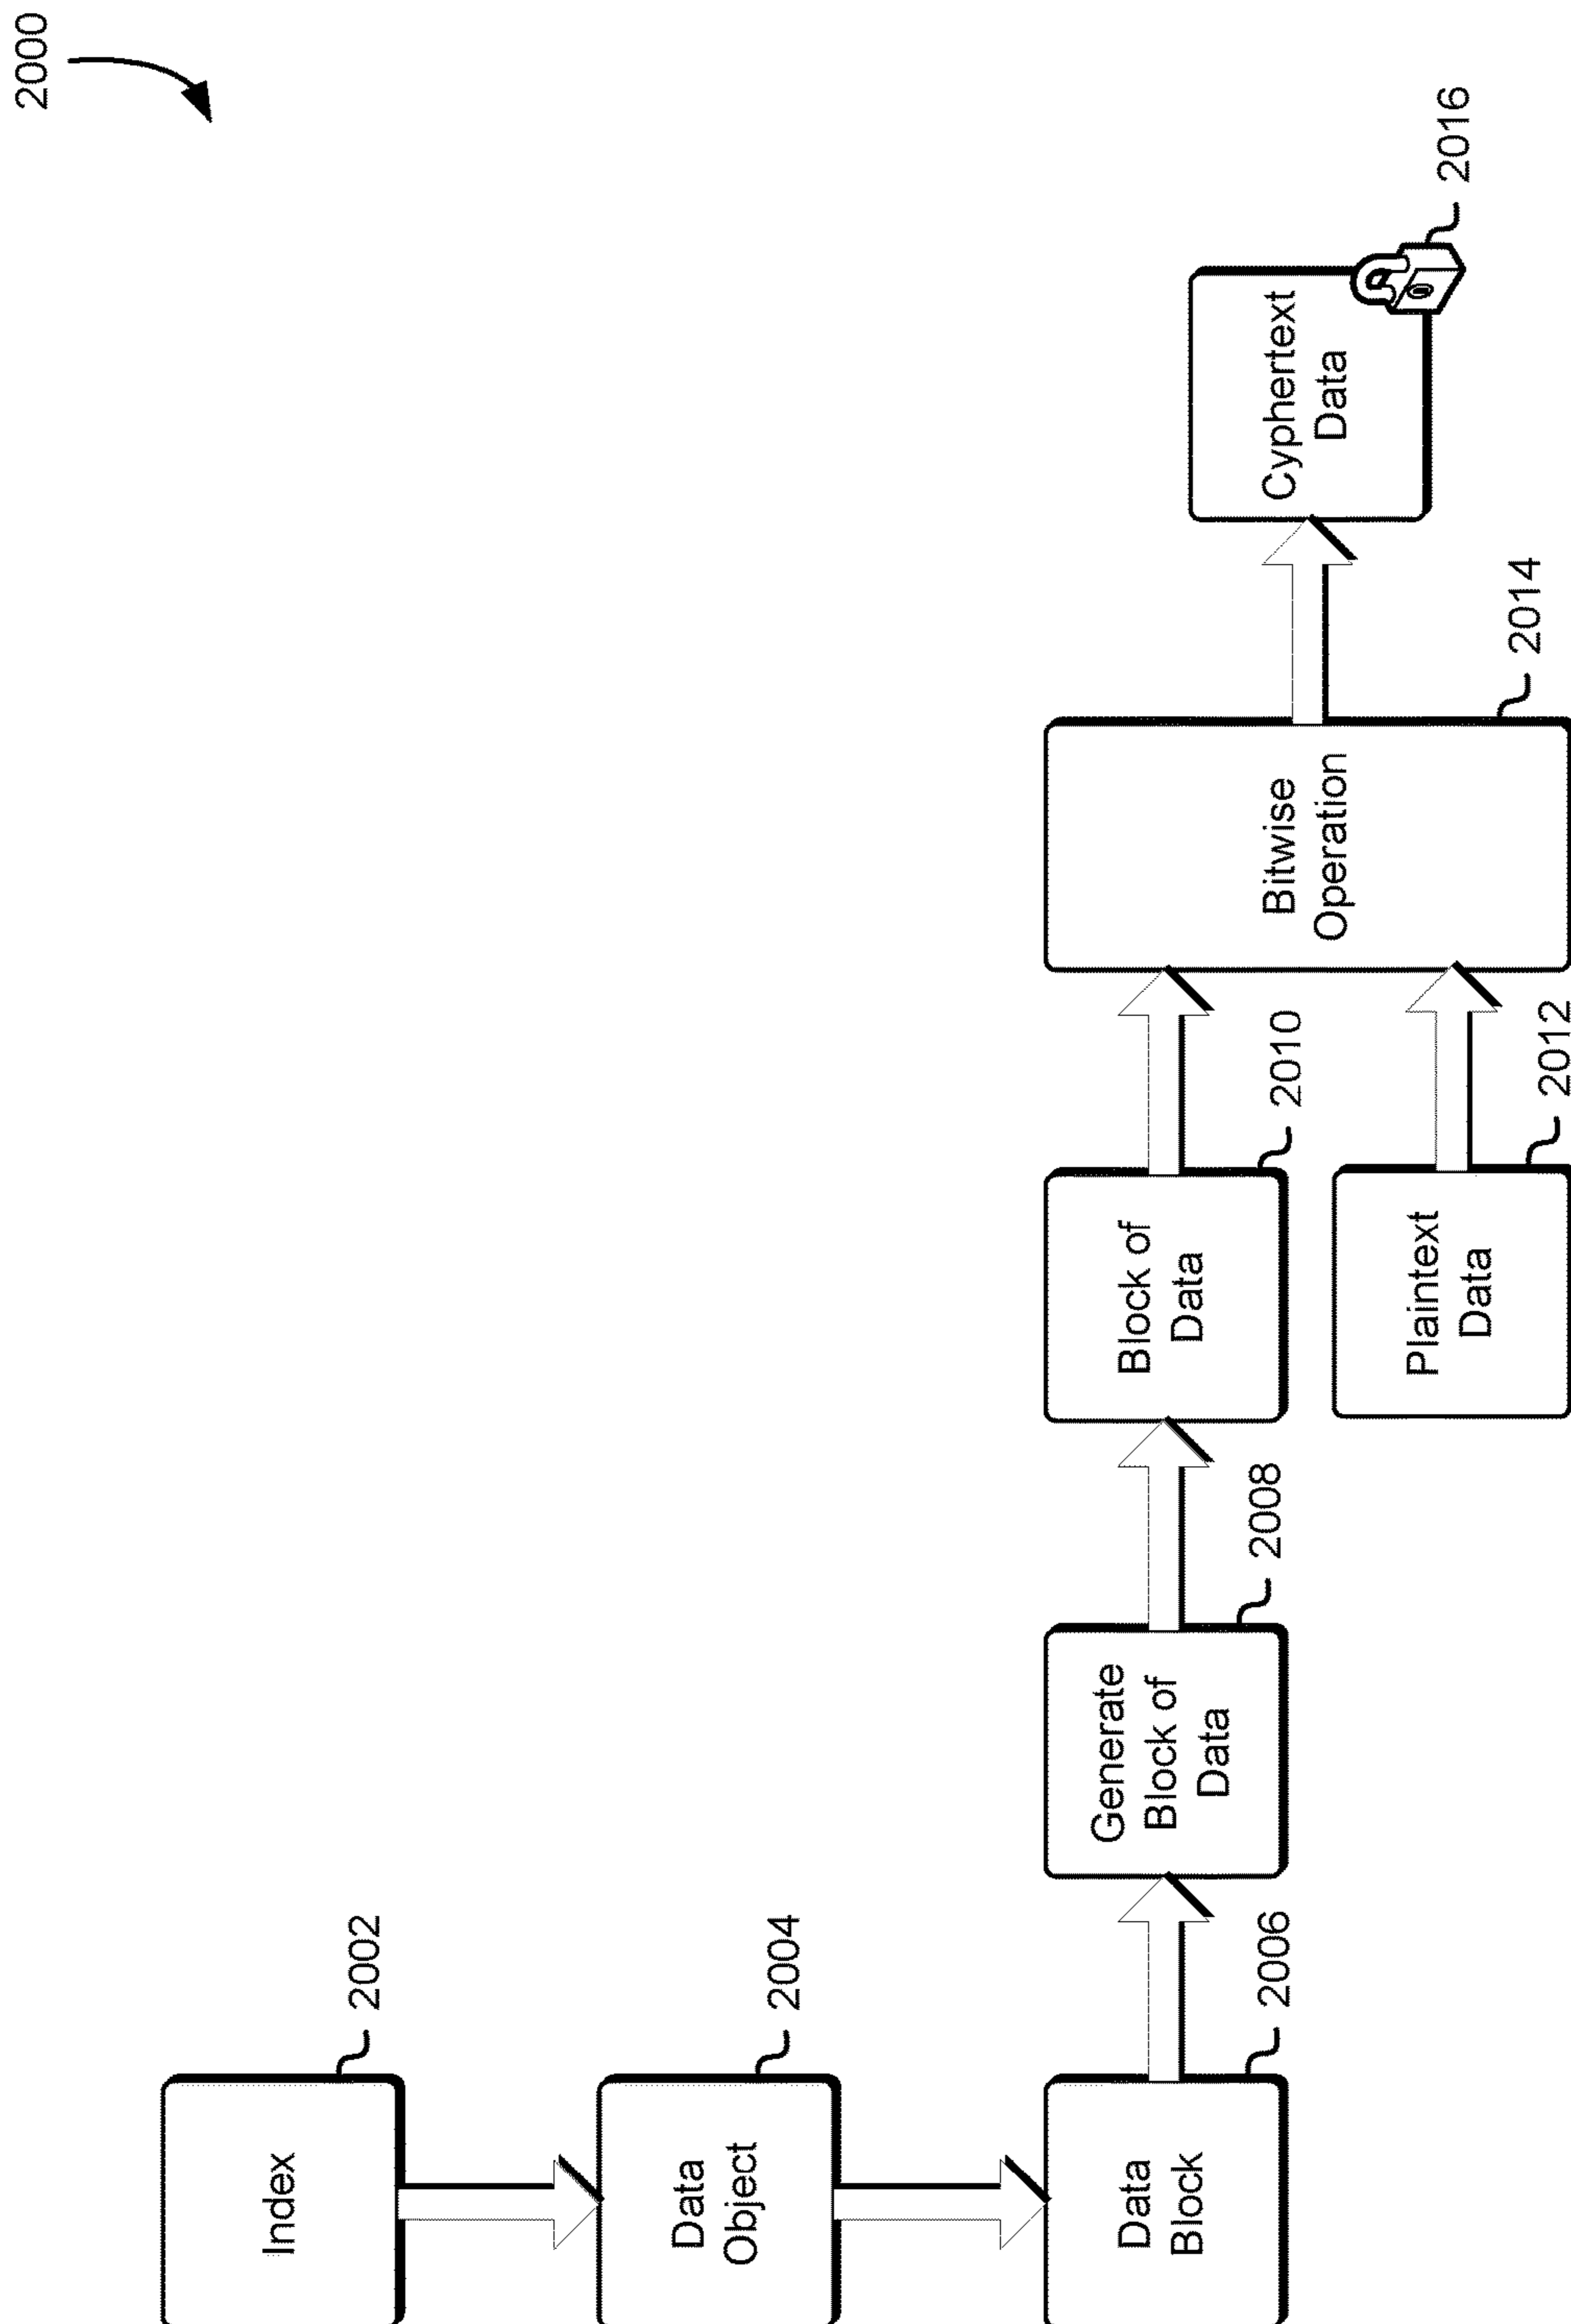 2000
Index
2002
Data
Object
2004
Data
Block
2006
Generate
Block of
Data
2008
Block of
Data
2010
Plaintext
Data
2012
Bitwise
Operation
2014
Cyphertext
Data
2016